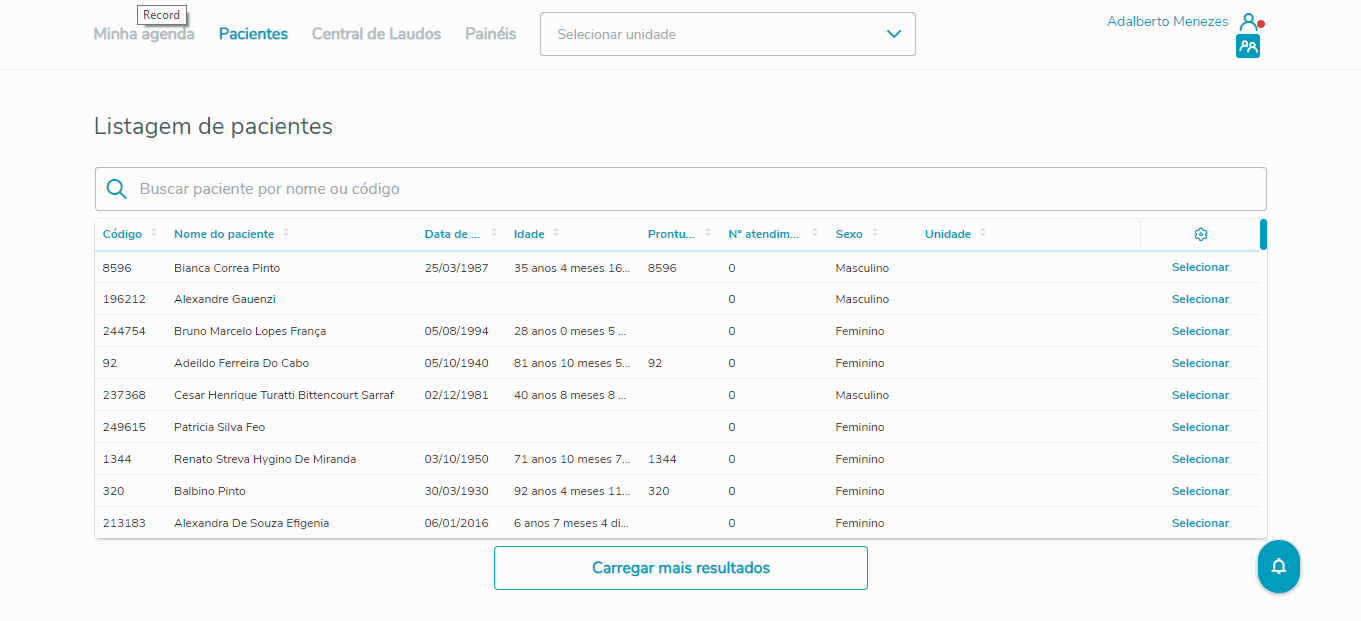 Record
Minha agenda Pacientes Central de Laudos Painéis Selecionar unidade Adalberto Menezes
Listagem de pacientes
Buscar paciente por nome ou código
Código Nome do paciente Data de ... Idade Prontu... Nº atendim... Sexo Unidade
8596 Bianca Correa Pinto 25/03/1987 35 anos 4 meses 16... 8596 0 Masculino Selecionar
196212 Alexandre Gauenzi 0 Masculino Selecionar
244754 Bruno Marcelo Lopes França 05/08/1994 28 anos 0 meses 5 ... 0 Feminino Selecionar
92 Adeildo Ferreira Do Cabo 05/10/1940 81 anos 10 meses 5... 92 0 Feminino Selecionar
237368 Cesar Henrique Turatti Bittencourt Sarraf 02/12/1981 40 anos 8 meses 8 ... 0 Masculino Selecionar
249615 Patricia Silva Feo 0 Feminino Selecionar
1344 Renato Streva Hygino De Miranda 03/10/1950 71 anos 10 meses 7... 1344 0 Feminino Selecionar
320 Balbino Pinto 30/03/1930 92 anos 4 meses 11... 320 0 Feminino Selecionar
213183 Alexandra De Souza Efigenia 06/01/2016 6 anos 7 meses 4 di... 0 Feminino Selecionar
Carregar mais resultados